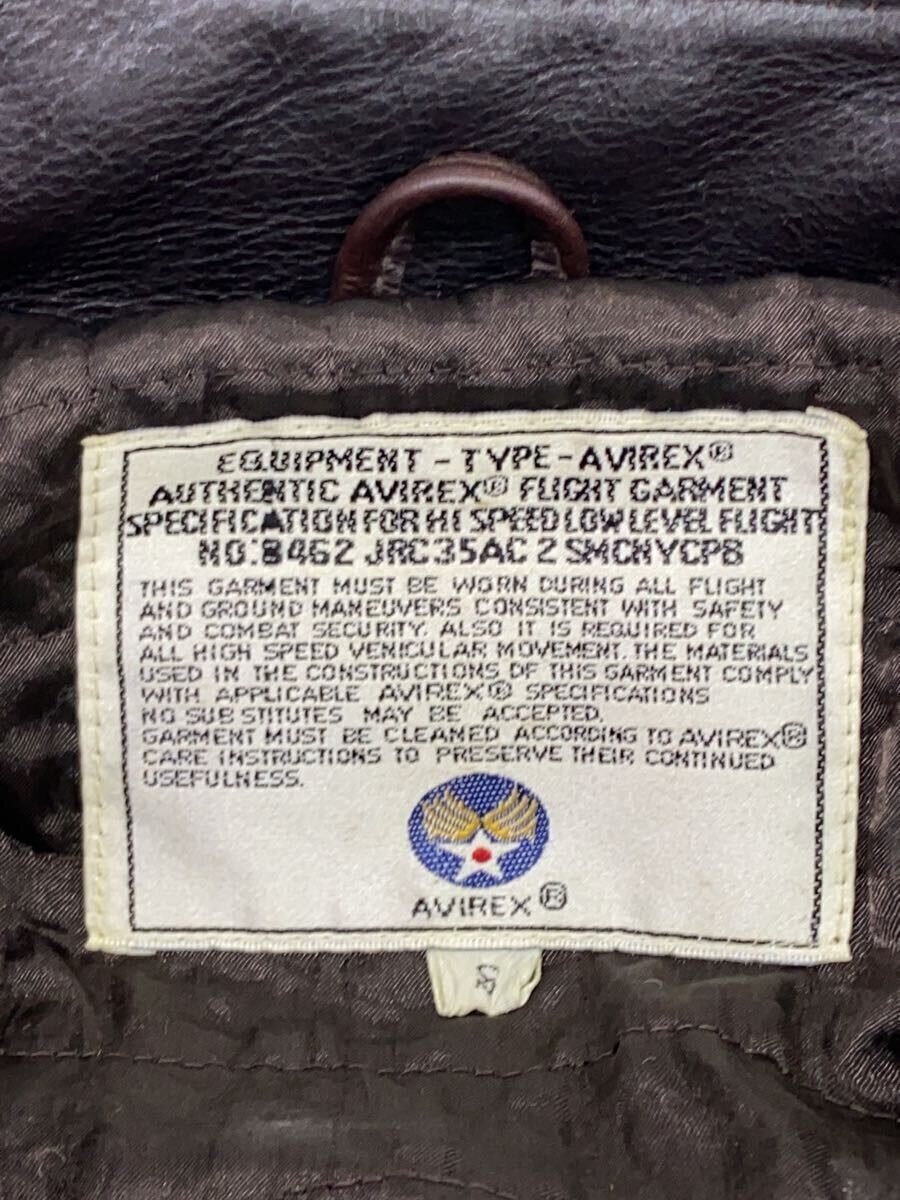 EQUIPMENT - TYPE - AVIREX®
AUTHENTIC AVIREX® FLIGHT GARMENT
SPECIFICATION FOR HI SPEED LOW LEVEL FLIGHT
NO.'8462 JRC35AC 2 SMCNYCPB
THIS GARMENT MUST BE WORN DURING ALL FLIGHT
AND GROUND MANEUVERS CONSISTENT WITH SAFETY
AND COMBAT SECURITY. ALSO IT IS REQUIRED FOR
ALL HIGH SPEED VENICULAR MOVEMENT. THE MATERIALS
USED IN THE CONSTRUCTIONS OF THIS GARMENT COMPLY
WITH APPLICABLE AVIREX® SPECIFICATIONS
NO SUB STITUTES MAY BE ACCEPTED.
GARMENT MUST BE CLEANED ACCORDING TO AVIREX®
CARE INSTRUCTIONS TO PRESERVE THEIR CONTINUED
USEFULNESS.
AVIREX®
S